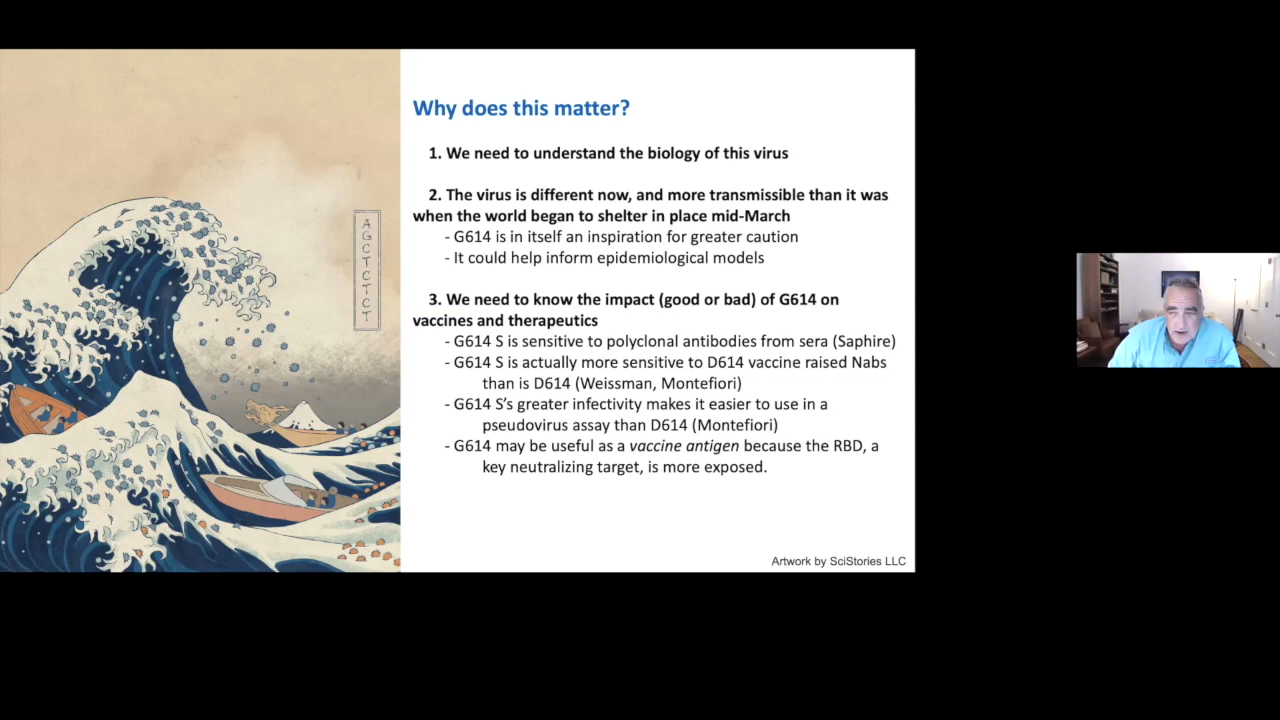 Why does this matter?
1. We need to understand the biology of this virus
2. The virus is different now, and more transmissible than it was
when the world began to shelter in place mid-March
- G614 is in itself an inspiration for greater caution
- It could help inform epidemiological models
3. We need to know the impact (good or bad) of G614 on
vaccines and therapeutics
- G614 S is sensitive to polyclonal antibodies from sera (Saphire)
- G614 S is actually more sensitive to D614 vaccine raised Nabs
than is D614 (Weissman, Montefiori)
- G614 S’s greater infectivity makes it easier to use in a
pseudovirus assay than D614 (Montefiori)
- G614 may be useful as a vaccine antigen because the RBD, a
key neutralizing target, is more exposed.
Artwork by SciStories LLC
AGCTCTCT